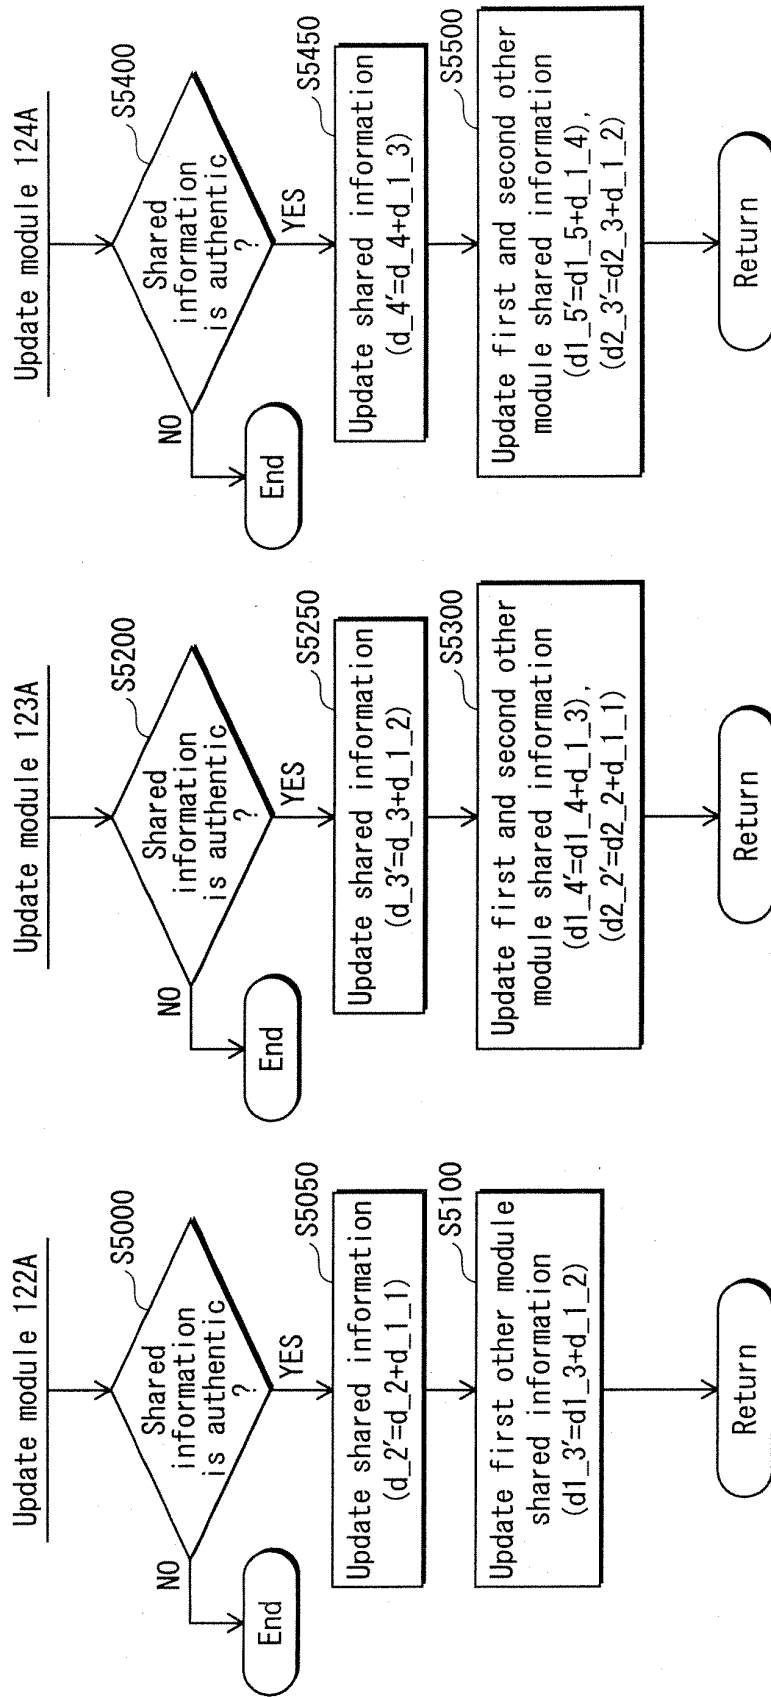 Update module 122A
Shared
information
is authentic
?
S5000
NO
YES
End
Update shared information
(d_2′=d_2+d_1_1)
S5050
Update first other module
shared information
(d1_3′=d1_3+d_1_2)
S5100
Return
Update module 123A
Shared
information
is authentic
?
S5200
NO
YES
End
Update shared information
(d_3′=d_3+d_1_2)
S5250
Update first and second other
module shared information
(d1_4′=d1_4+d_1_3),
(d2_2′=d2_2+d_1_1)
S5300
Return
Update module 124A
Shared
information
is authentic
?
S5400
NO
YES
End
Update shared information
(d_4′=d_4+d_1_3)
S5450
Update first and second other
module shared information
(d1_5′=d1_5+d_1_4),
(d2_3′=d2_3+d_1_2)
S5500
Return